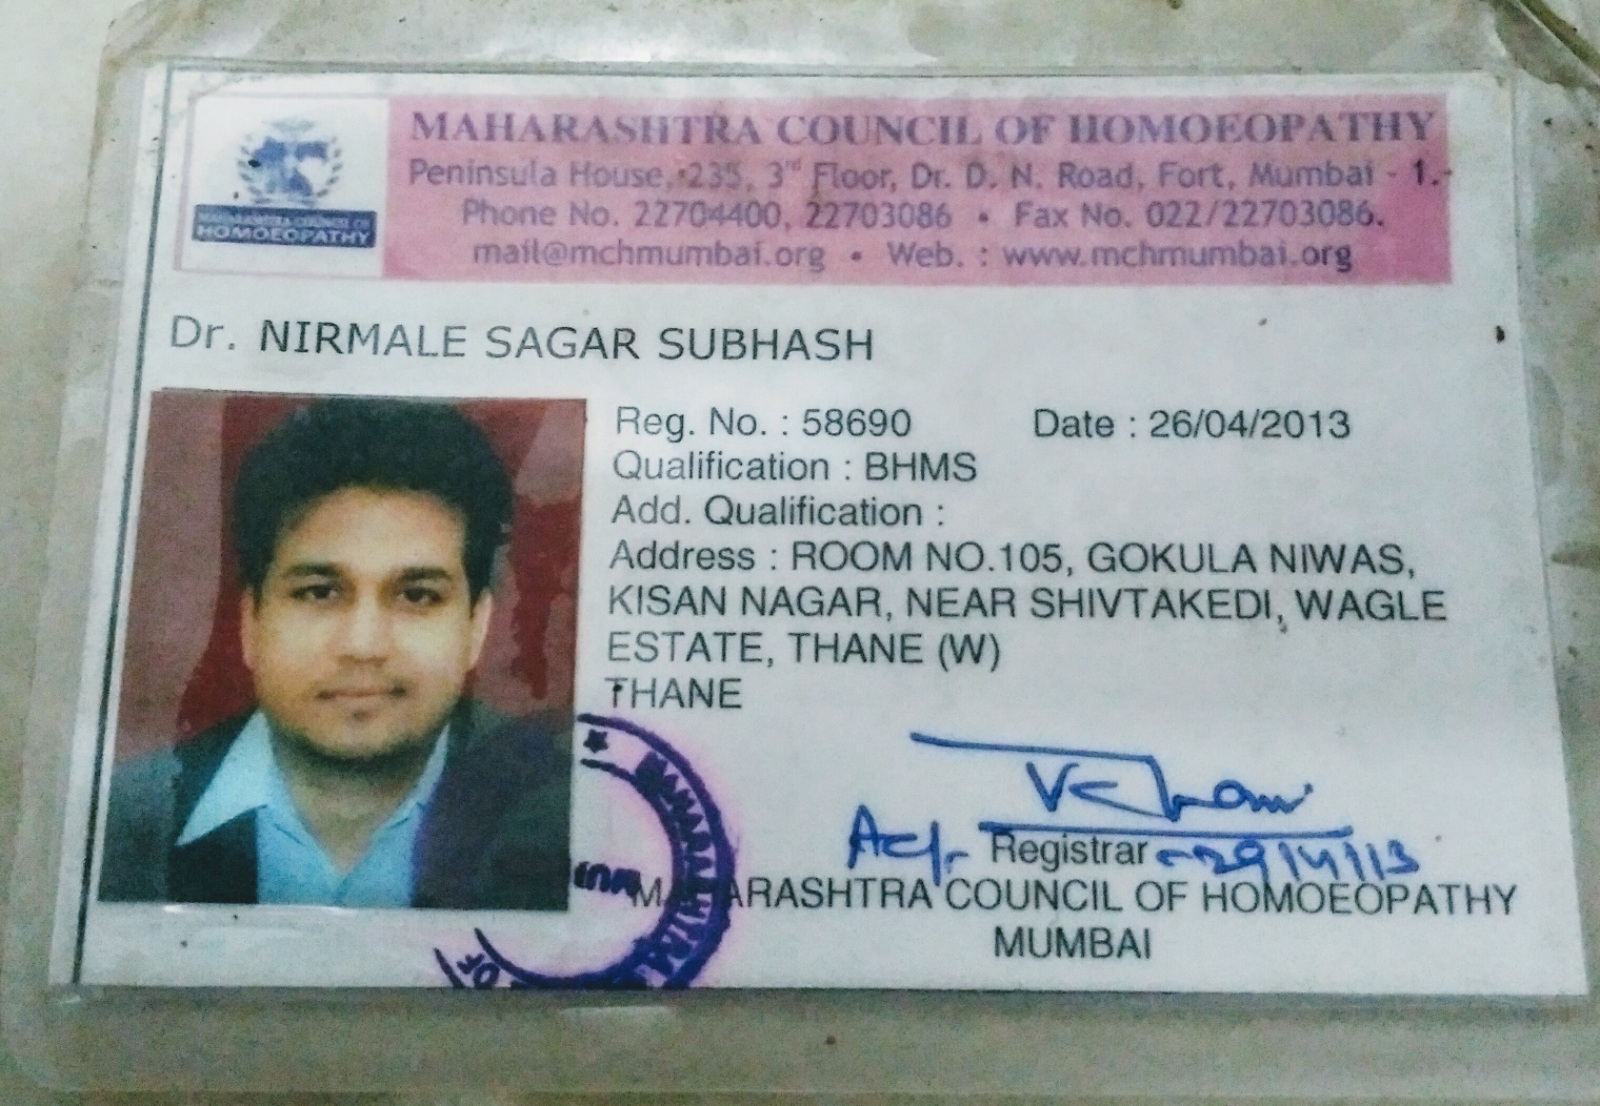 MAHARASHTRA COUNCIL OF HOMOEOPATHY
Peninsula House, 235, 3rd Floor, Dr. D. N. Road, Fort, Mumbai - 1.
Phone No. 22704400, 22703086 • Fax No. 022/22703086.
mail@mchmumbai.org • Web. : www.mchmumbai.org
MAHARASHTRA COUNCIL OF
HOMOEOPATHY
Dr. NIRMALE SAGAR SUBHASH
Reg. No. : 58690 Date : 26/04/2013
Qualification : BHMS
Add. Qualification :
Address : ROOM NO.105, GOKULA NIWAS,
KISAN NAGAR, NEAR SHIVTAKEDI, WAGLE
ESTATE, THANE (W)
THANE
Registrar 29/4/13
MAHARASHTRA COUNCIL OF HOMOEOPATHY
MUMBAI